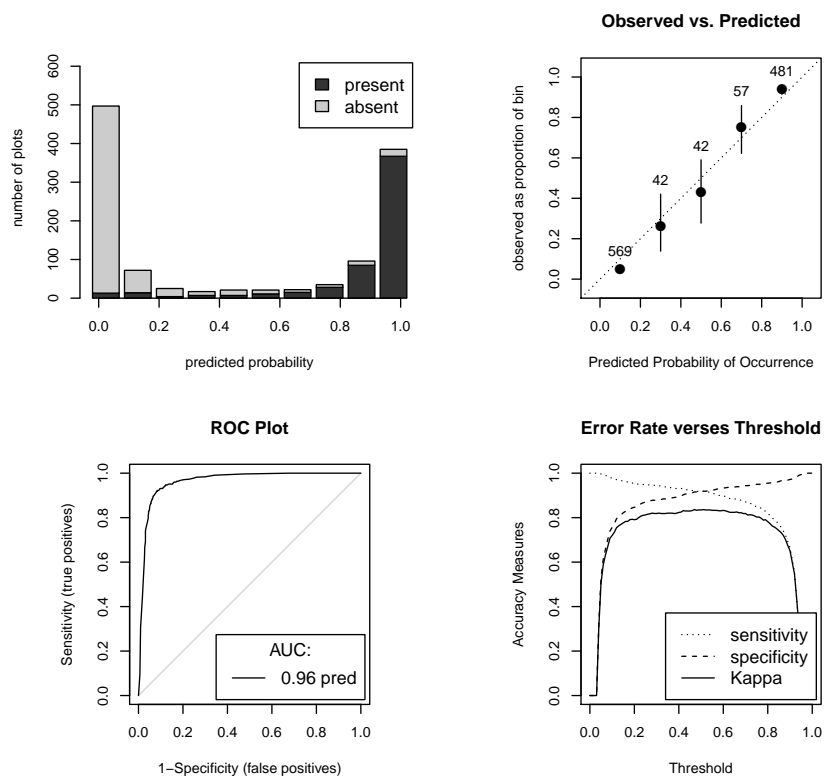 number of plots
0 100 200 300 400 500 600
present
absent
0.0 0.2 0.4 0.6 0.8 1.0
predicted probability
Observed vs. Predicted
observed as proportion of bin
0.0 0.2 0.4 0.6 0.8 1.0
569
42
42
57
481
0.0 0.2 0.4 0.6 0.8 1.0
Predicted Probability of Occurrence
ROC Plot
Sensitivity (true positives)
0.0 0.2 0.4 0.6 0.8 1.0
AUC:
0.96 pred
0.0 0.2 0.4 0.6 0.8 1.0
1−Specificity (false positives)
Error Rate verses Threshold
Accuracy Measures
0.0 0.2 0.4 0.6 0.8 1.0
sensitivity
specificity
Kappa
0.0 0.2 0.4 0.6 0.8 1.0
Threshold